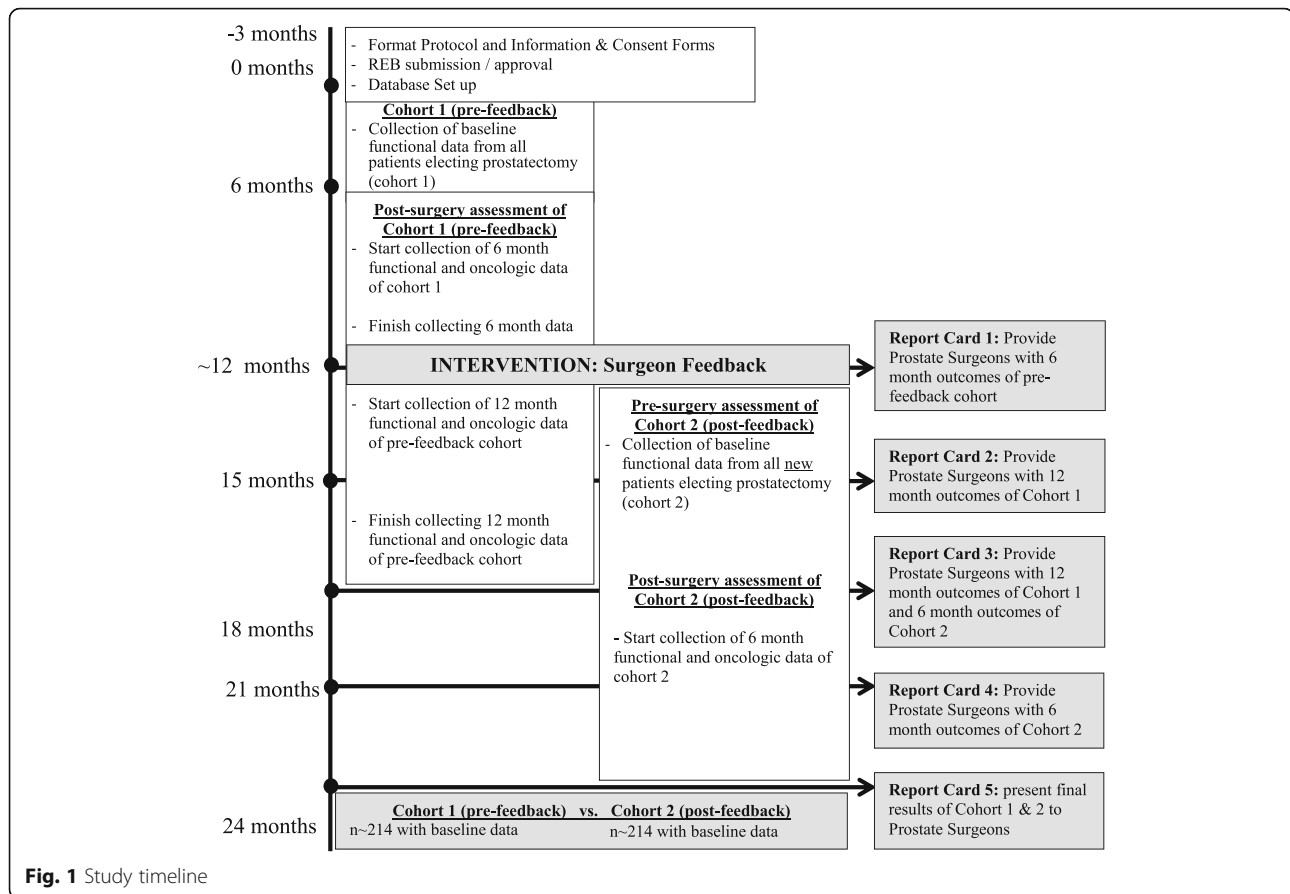 -3 months
- Format Protocol and Information & Consent Forms
0 months
- REB submission / approval
- Database Set up
Cohort 1 (pre-feedback)
- Collection of baseline
functional data from all
patients electing prostatectomy
(cohort 1)
6 months
Post-surgery assessment of
Cohort 1 (pre-feedback)
- Start collection of 6 month
functional and oncologic data
of cohort 1
- Finish collecting 6 month data
~12 months
INTERVENTION: Surgeon Feedback
Report Card 1: Provide
Prostate Surgeons with 6
month outcomes of pre-
feedback cohort
- Start collection of 12 month
functional and oncologic data
of pre-feedback cohort
Pre-surgery assessment of
Cohort 2 (post-feedback)
- Collection of baseline
functional data from all new
patients electing prostatectomy
(cohort 2)
Report Card 2: Provide
Prostate Surgeons with 12
month outcomes of Cohort 1
15 months
- Finish collecting 12 month
functional and oncologic data
of pre-feedback cohort
Report Card 3: Provide
Prostate Surgeons with 12
month outcomes of Cohort 1
and 6 month outcomes of
Cohort 2
Post-surgery assessment of
Cohort 2 (post-feedback)
18 months
- Start collection of 6 month
functional and oncologic data of
cohort 2
21 months
Report Card 4: Provide
Prostate Surgeons with 6
month outcomes of Cohort 2
Report Card 5: present final
results of Cohort 1 & 2 to
Prostate Surgeons
24 months
Cohort 1 (pre-feedback) vs. Cohort 2 (post-feedback)
n~214 with baseline data n~214 with baseline data
Fig. 1 Study timeline